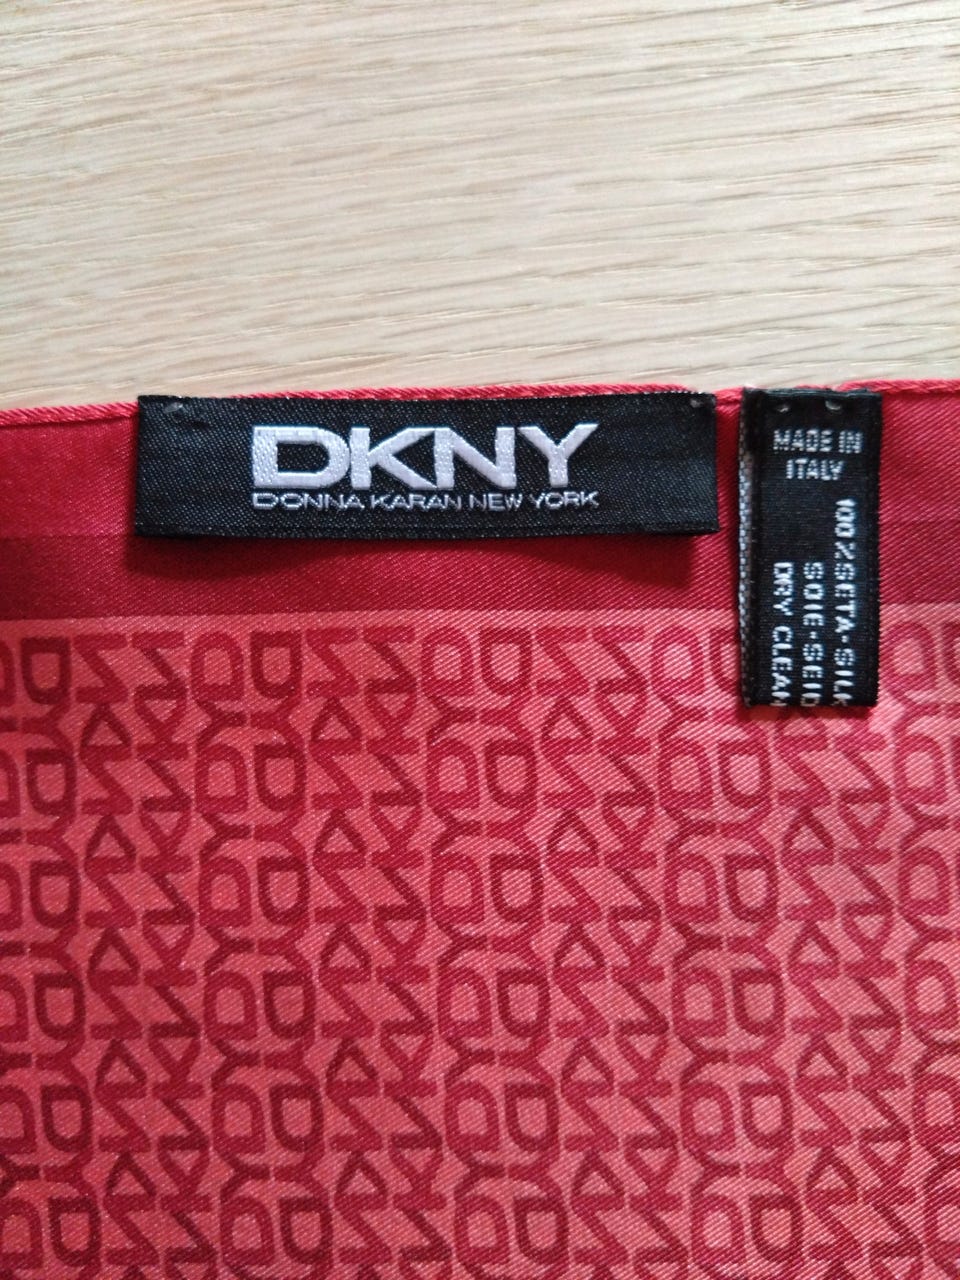 DKNY
DONNA KARAN NEW YORK
MADE IN
ITALY
100%SETA-SILK
SOIE-SEID
DRY CLEAN